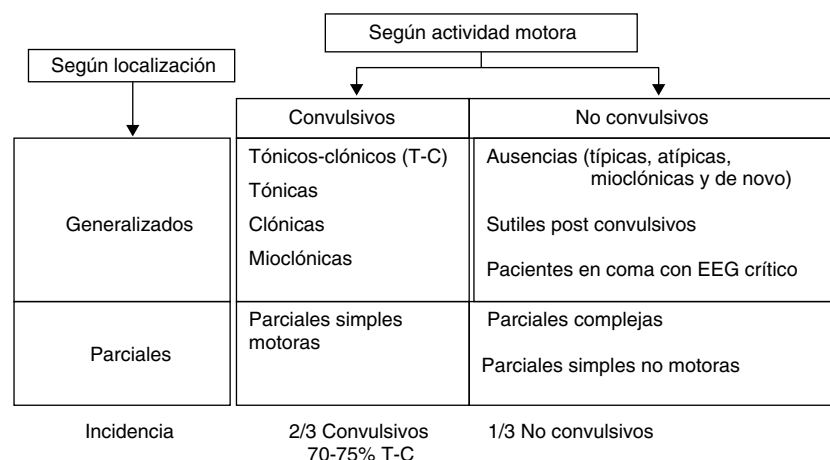 Según actividad motora
Según localización
Convulsivos
No convulsivos
Generalizados
Tónicos-clónicos (T-C)
Tónicas
Clónicas
Mioclónicas
Ausencias (típicas, atípicas,
mioclónicas y de novo)
Sutiles post convulsivos
Pacientes en coma con EEG crítico
Parciales
Parciales simples
motoras
Parciales complejas
Parciales simples no motoras
Incidencia
2/3 Convulsivos
70-75% T-C
1/3 No convulsivos